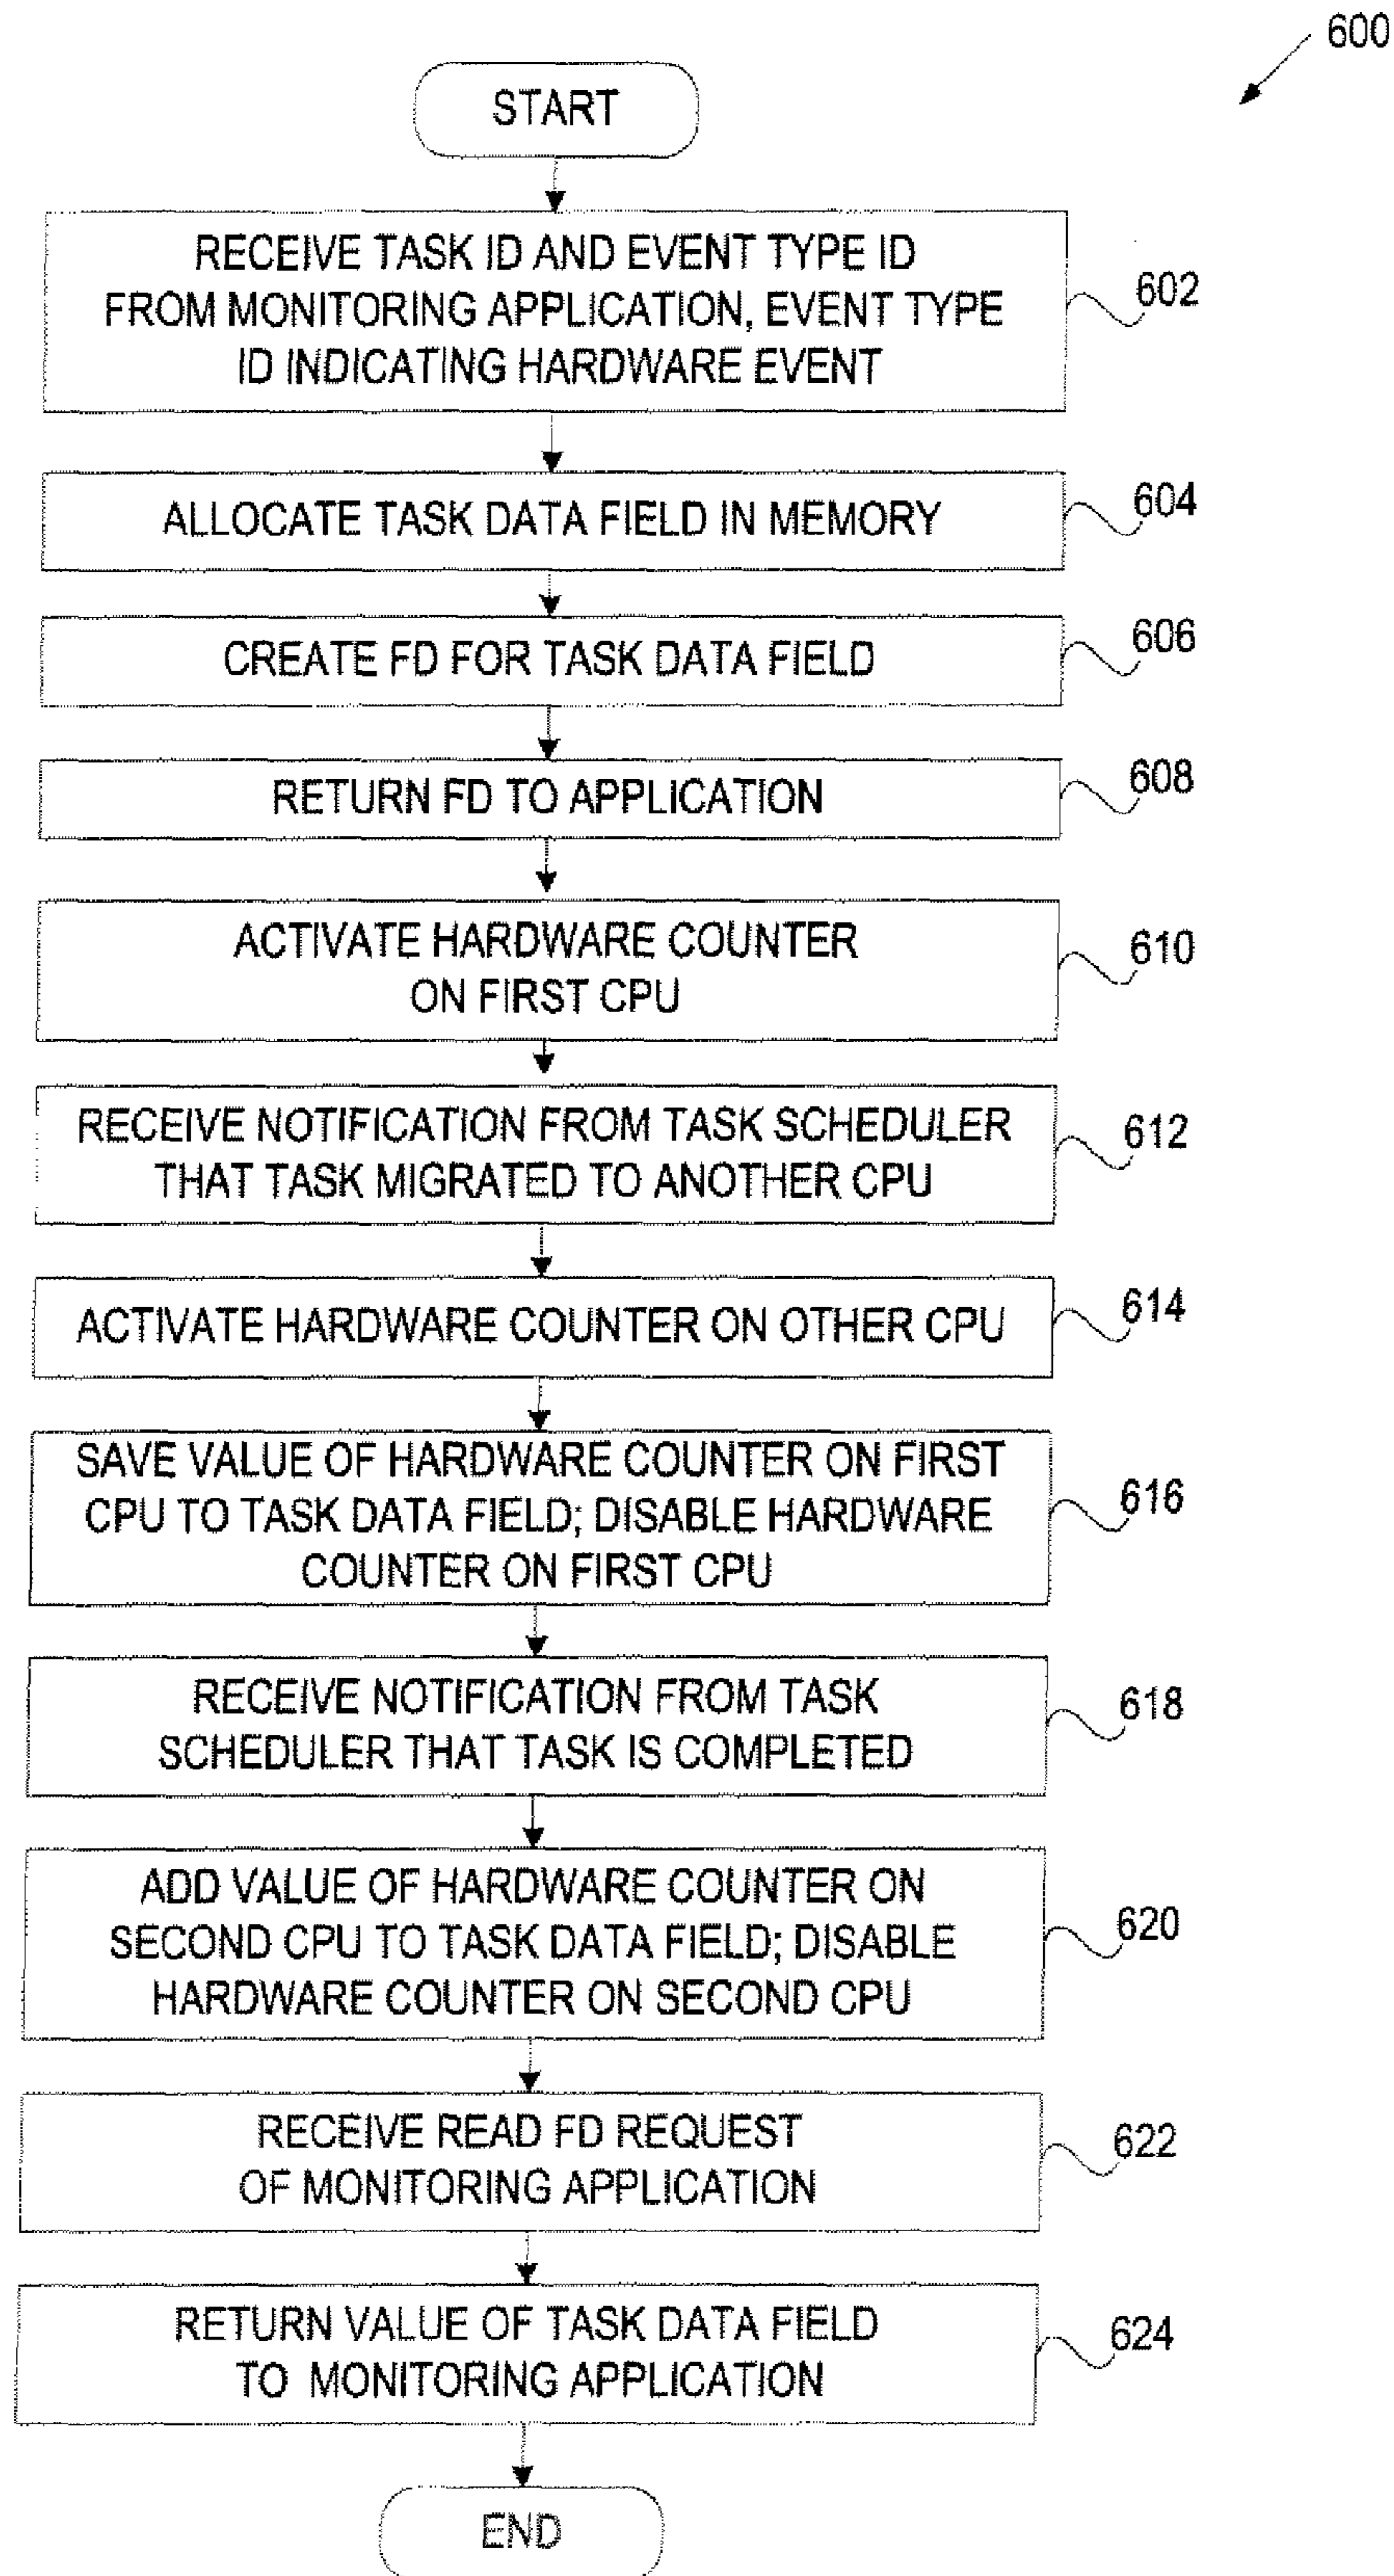 600
START
RECEIVE TASK ID AND EVENT TYPE ID
FROM MONITORING APPLICATION, EVENT TYPE
ID INDICATING HARDWARE EVENT
602
ALLOCATE TASK DATA FIELD IN MEMORY
604
CREATE FD FOR TASK DATA FIELD
606
RETURN FD TO APPLICATION
608
ACTIVATE HARDWARE COUNTER
ON FIRST CPU
610
RECEIVE NOTIFICATION FROM TASK SCHEDULER
THAT TASK MIGRATED TO ANOTHER CPU
612
ACTIVATE HARDWARE COUNTER ON OTHER CPU
614
SAVE VALUE OF HARDWARE COUNTER ON FIRST
CPU TO TASK DATA FIELD; DISABLE HARDWARE
COUNTER ON FIRST CPU
616
RECEIVE NOTIFICATION FROM TASK
SCHEDULER THAT TASK IS COMPLETED
618
ADD VALUE OF HARDWARE COUNTER ON
SECOND CPU TO TASK DATA FIELD; DISABLE
HARDWARE COUNTER ON SECOND CPU
620
RECEIVE READ FD REQUEST
OF MONITORING APPLICATION
622
RETURN VALUE OF TASK DATA FIELD
TO MONITORING APPLICATION
624
END